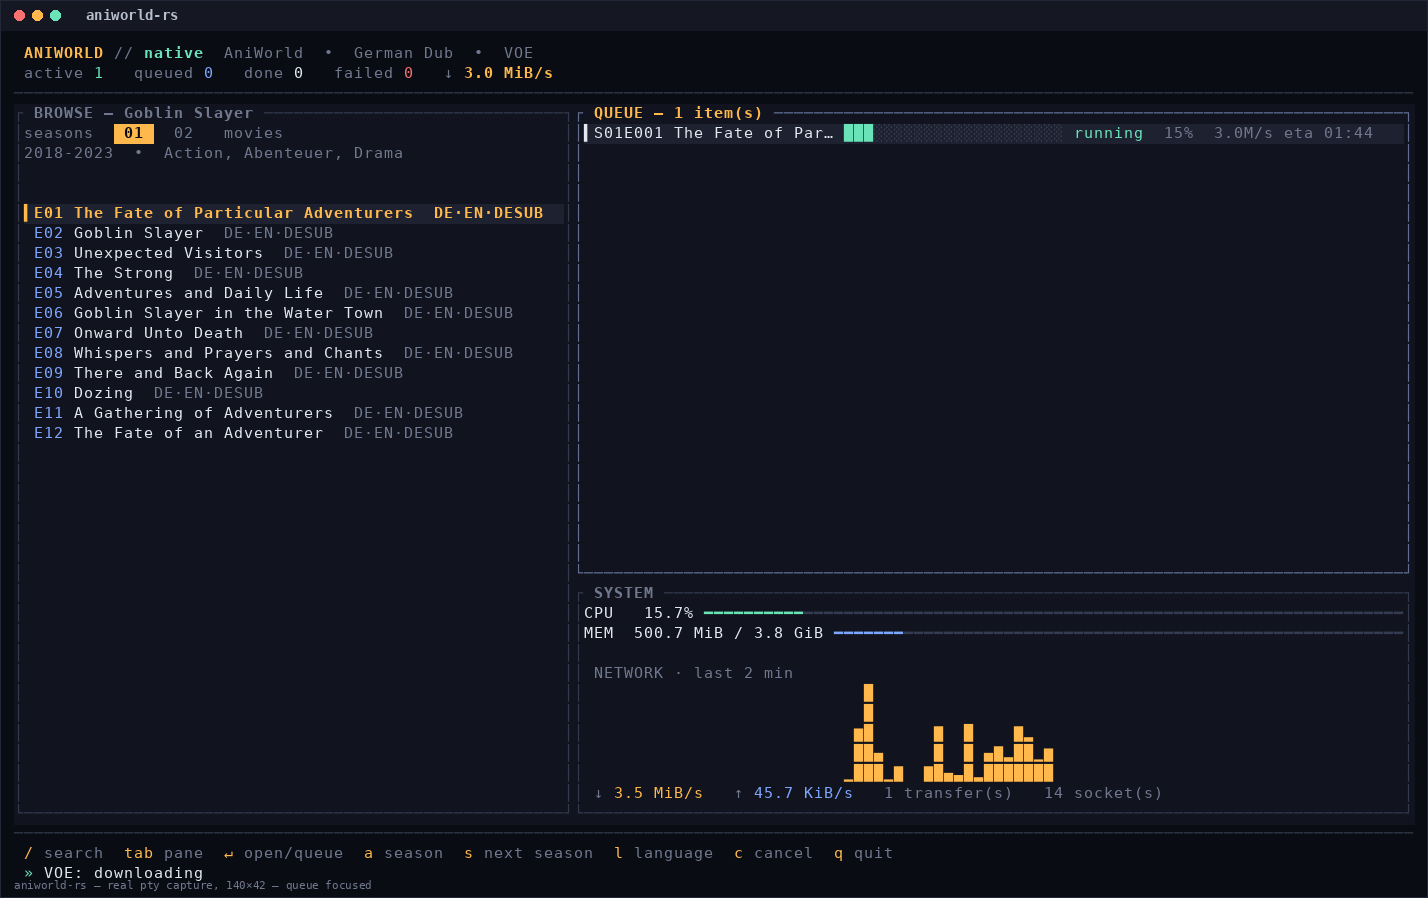 aniworld-rs
ANIWORLD // native  AniWorld  •  German Dub  •  VOE
active 1   queued 0   done 0   failed 0   ↓ 3.0 MiB/s
BROWSE — Goblin Slayer
seasons  01  02   movies
2018-2023  •  Action, Abenteuer, Drama
E01 The Fate of Particular Adventurers  DE·EN·DESUB
E02 Goblin Slayer  DE·EN·DESUB
E03 Unexpected Visitors  DE·EN·DESUB
E04 The Strong  DE·EN·DESUB
E05 Adventures and Daily Life  DE·EN·DESUB
E06 Goblin Slayer in the Water Town  DE·EN·DESUB
E07 Onward Unto Death  DE·EN·DESUB
E08 Whispers and Prayers and Chants  DE·EN·DESUB
E09 There and Back Again  DE·EN·DESUB
E10 Dozing  DE·EN·DESUB
E11 A Gathering of Adventurers  DE·EN·DESUB
E12 The Fate of an Adventurer  DE·EN·DESUB
QUEUE — 1 item(s)
S01E001 The Fate of Par… running  15%  3.0M/s eta 01:44
SYSTEM
CPU   15.7%
MEM  500.7 MiB / 3.8 GiB
NETWORK · last 2 min
↓ 3.5 MiB/s   ↑ 45.7 KiB/s   1 transfer(s)   14 socket(s)
/ search  tab pane  ↵ open/queue  a season  s next season  l language  c cancel  q quit
» VOE: downloading
aniworld-rs — real pty capture, 140×42 — queue focused